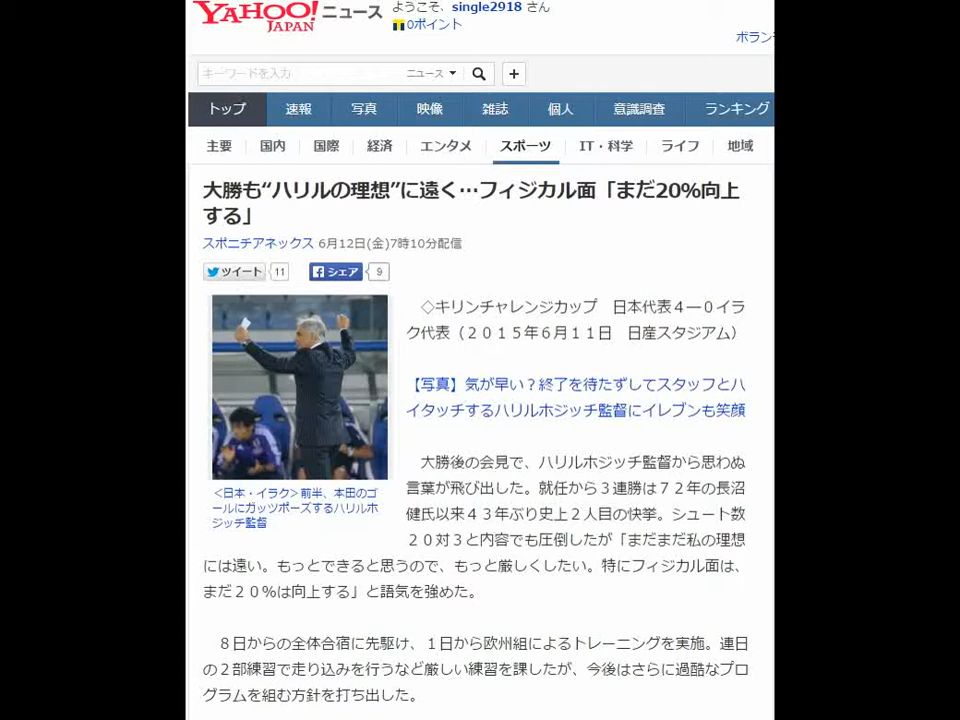 YAHOO! JAPAN ニュース
ようこそ、single2918 さん
0ポイント
ボラン
キーワードを入力
ニュース
トップ 速報 写真 映像 雑誌 個人 意識調査 ランキング
主要 国内 国際 経済 エンタメ スポーツ IT・科学 ライフ 地域
大勝も“ハリルの理想”に遠く…フィジカル面「まだ20%向上
する」
スポニチアネックス 6月12日(金)7時10分配信
ツイート 11 シェア 9
◇キリンチャレンジカップ　日本代表４―０イラ
ク代表（２０１５年６月１１日　日産スタジアム）
【写真】気が早い？終了を待たずしてスタッフとハ
イタッチするハリルホジッチ監督にイレブンも笑顔
大勝後の会見で、ハリルホジッチ監督から思わぬ
言葉が飛び出した。就任から３連勝は７２年の長沼
健氏以来４３年ぶり史上２人目の快挙。シュート数
２０対３と内容でも圧倒したが「まだまだ私の理想
には遠い。もっとできると思うので、もっと厳しくしたい。特にフィジカル面は、
まだ２０％は向上する」と語気を強めた。
＜日本・イラク＞前半、本田のゴ
ールにガッツポーズするハリルホ
ジッチ監督
８日からの全体合宿に先駆け、１日から欧州組によるトレーニングを実施。連日
の２部練習で走り込みを行うなど厳しい練習を課したが、今後はさらに過酷なプロ
グラムを組む方針を打ち出した。